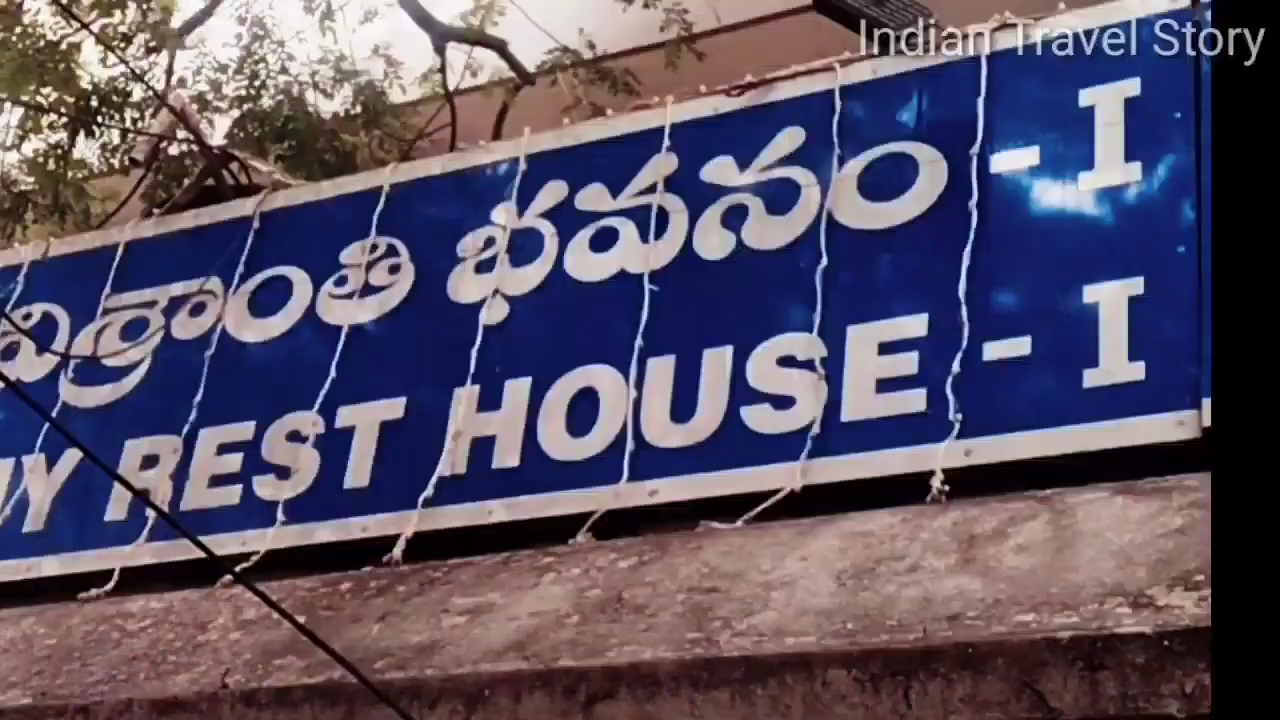 Indian Travel Story
విశ్రాంతి భవనం - I
REST HOUSE - I